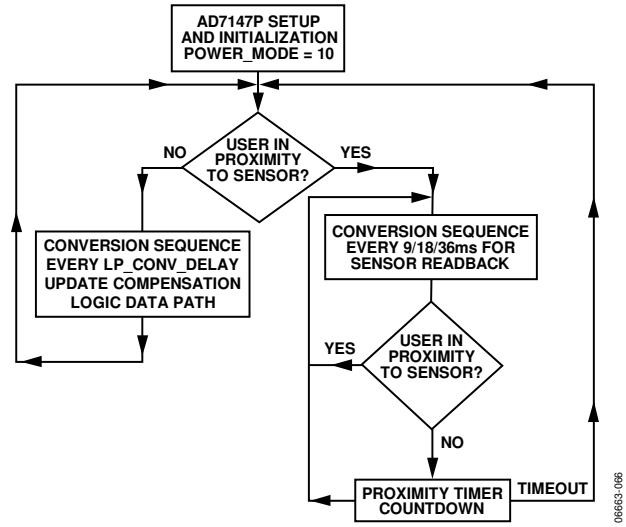 AD7147P SETUP
AND INITIALIZATION
POWER_MODE = 10
USER IN
PROXIMITY
TO SENSOR?
NO
YES
CONVERSION SEQUENCE
EVERY LP_CONV_DELAY
UPDATE COMPENSATION
LOGIC DATA PATH
CONVERSION SEQUENCE
EVERY 9/18/36ms FOR
SENSOR READBACK
YES
USER IN
PROXIMITY
TO SENSOR?
NO
PROXIMITY TIMER
COUNTDOWN
TIMEOUT
06663-066